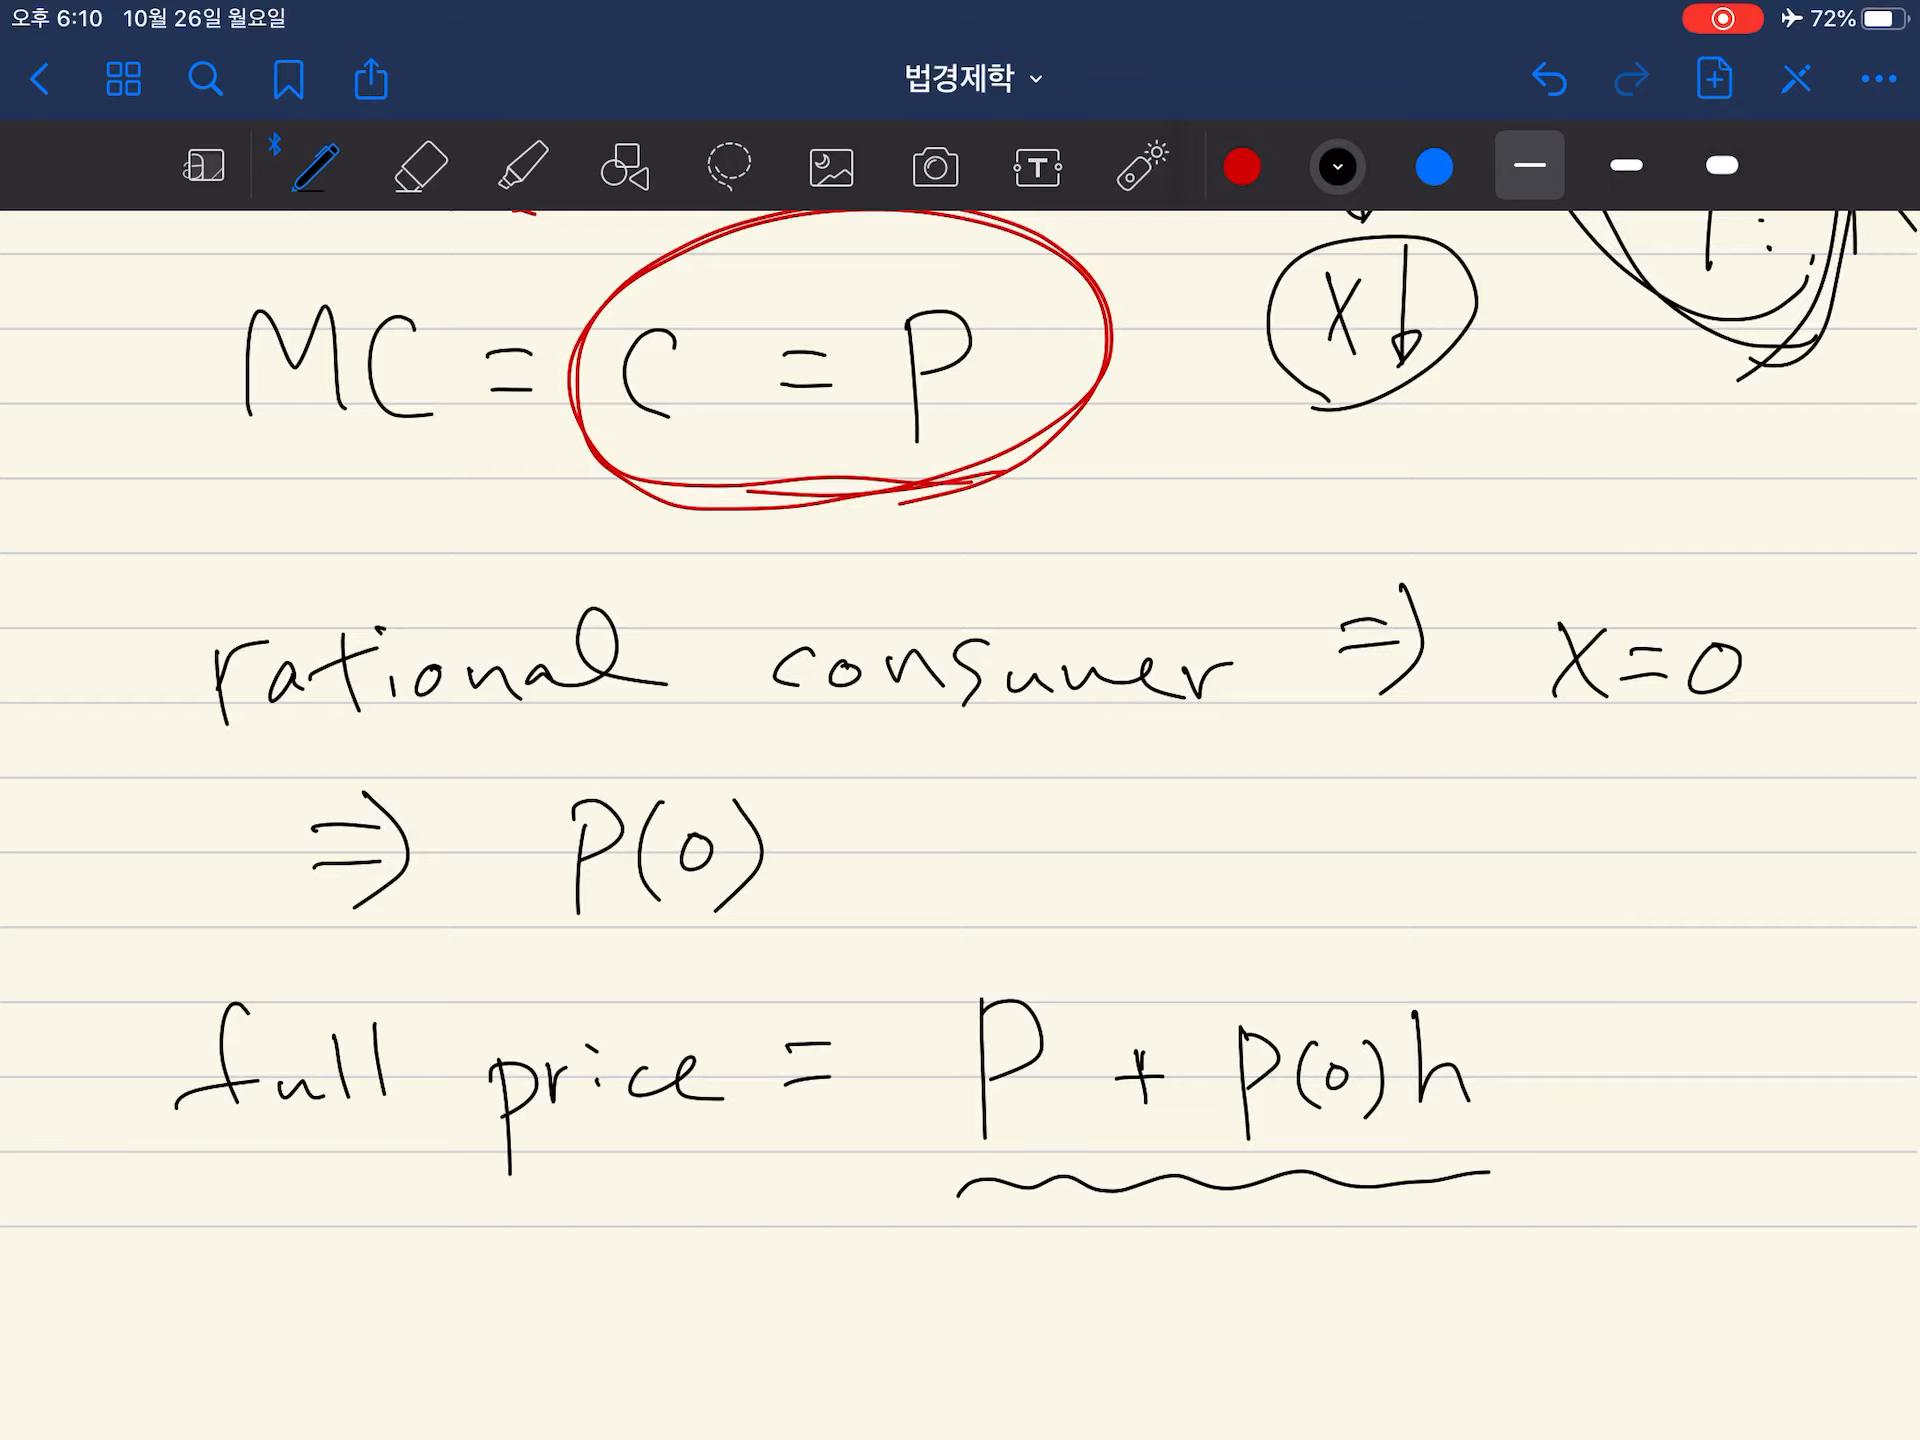 오후 6:10 10월 26일 월요일 72%
법경제학
MC = C = P
X↓
rational consumer ⇒ X=0
⇒ P(0)
full price = P + P(0)h